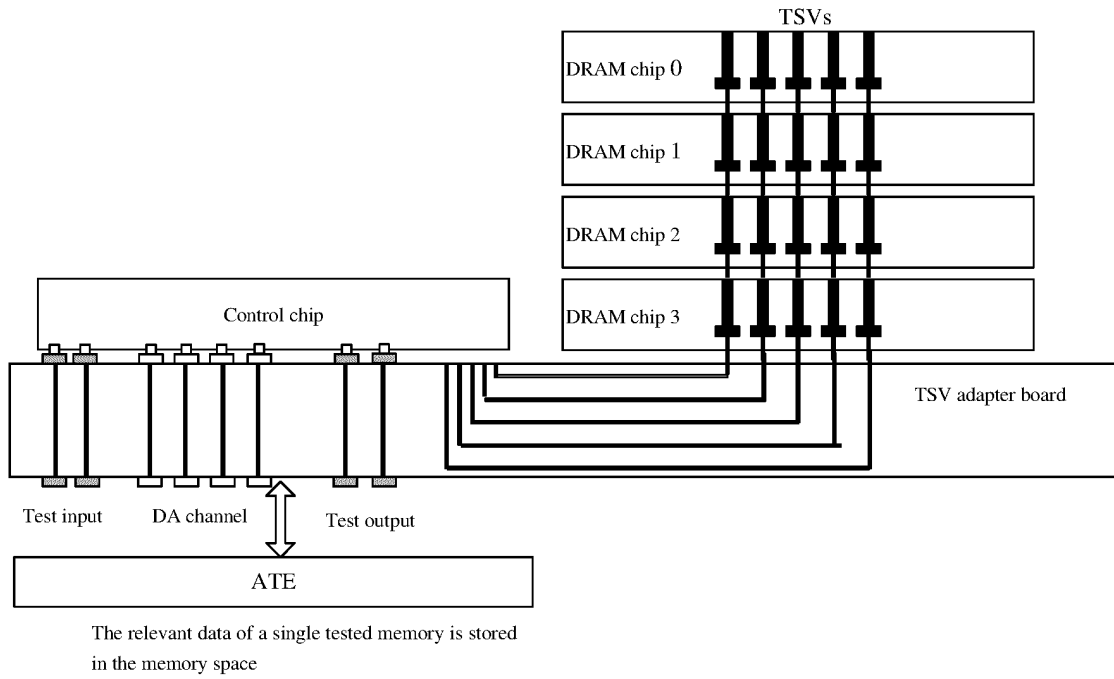 TSVs
DRAM chip 0
DRAM chip 1
DRAM chip 2
DRAM chip 3
Control chip
TSV adapter board
Test input
DA channel
Test output
ATE
The relevant data of a single tested memory is stored
in the memory space